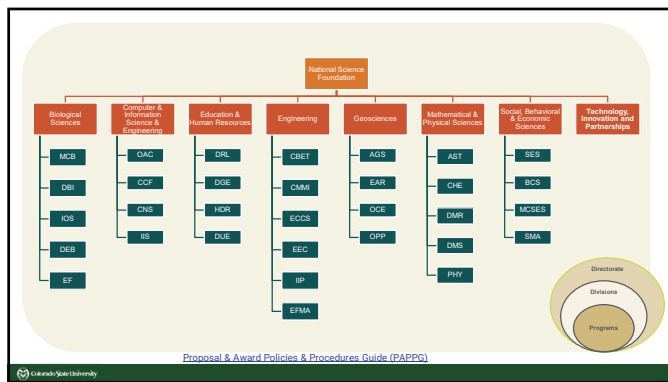 National Science
Foundation
Biological
Sciences
Computer &
Information
Science &
Engineering
Education &
Human Resources
Engineering
Geosciences
Mathematical
& Physical Sciences
Social, Behavioral
& Economic
Sciences
Technology,
Innovation and
Partnerships
MCB
DBI
IOS
DEB
EF
OAC
CCF
CNS
IIS
DRL
DGE
HDR
DUE
CBET
CMMI
ECCS
EEC
IIP
EFMA
AGS
EAR
OCE
OPP
AST
CHE
DMR
DMS
PHY
SES
BCS
MCSES
SMA
Directorate
Divisions
Programs
Proposal & Award Policies & Procedures Guide (PAPPG)
Colorado State University